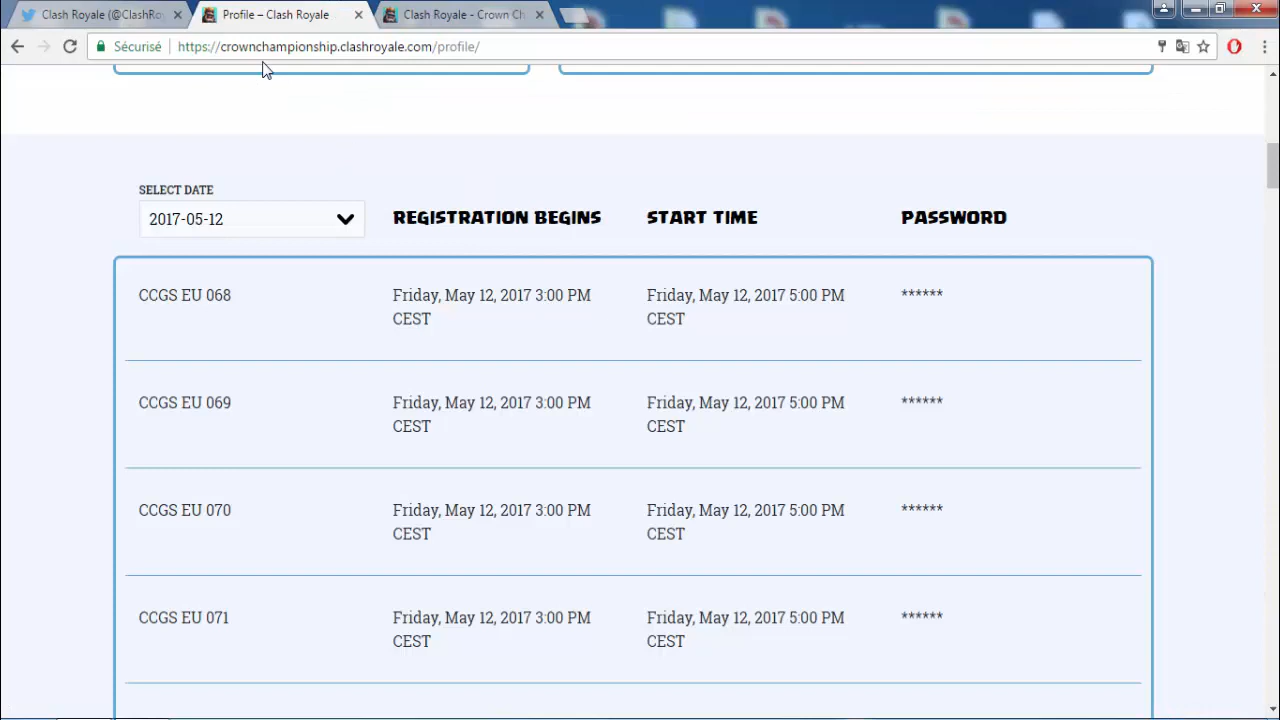 Clash Royale (@ClashRo
Profile – Clash Royale
Clash Royale - Crown Ch
Sécurisé
https://crownchampionship.clashroyale.com/profile/
SELECT DATE
2017-05-12
REGISTRATION BEGINS
START TIME
PASSWORD
CCGS EU 068
Friday, May 12, 2017 3:00 PM
CEST
Friday, May 12, 2017 5:00 PM
CEST
******
CCGS EU 069
Friday, May 12, 2017 3:00 PM
CEST
Friday, May 12, 2017 5:00 PM
CEST
******
CCGS EU 070
Friday, May 12, 2017 3:00 PM
CEST
Friday, May 12, 2017 5:00 PM
CEST
******
CCGS EU 071
Friday, May 12, 2017 3:00 PM
CEST
Friday, May 12, 2017 5:00 PM
CEST
******